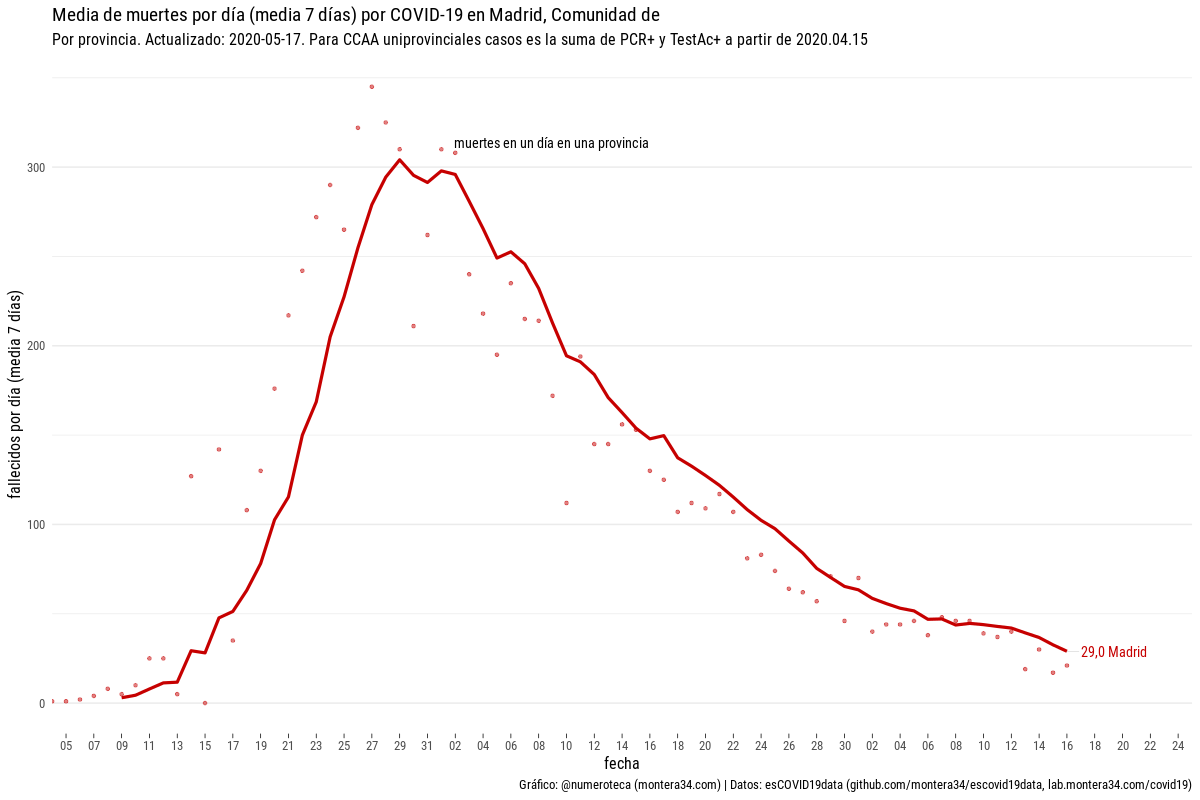 Media de muertes por día (media 7 días) por COVID-19 en Madrid, Comunidad de
Por provincia. Actualizado: 2020-05-17. Para CCAA uniprovinciales casos es la suma de PCR+ y TestAc+ a partir de 2020.04.15
muertes en un día en una provincia
fallecidos por día (media 7 días)
300
200
100
0
29,0 Madrid
05 07 09 11 13 15 17 19 21 23 25 27 29 31 02 04 06 08 10 12 14 16 18 20 22 24 26 28 30 02 04 06 08 10 12 14 16 18 20 22 24
fecha
Gráfico: @numeroteca (montera34.com) | Datos: esCOVID19data (github.com/montera34/escovid19data, lab.montera34.com/covid19)